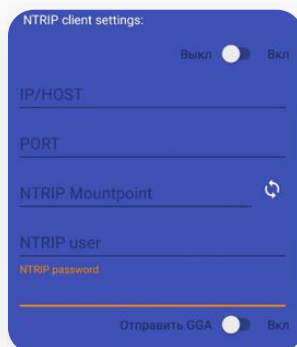 NTRIP client settings:
Выкл Вкл
IP/HOST
PORT
NTRIP Mountpoint
NTRIP user
NTRIP password
Отправить GGA Вкл